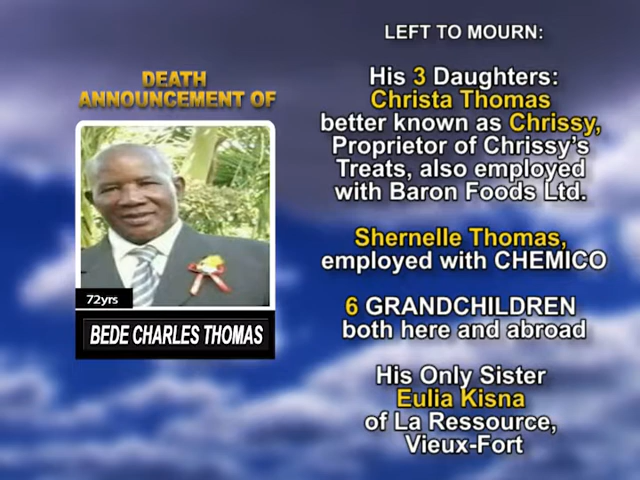 DEATH
ANNOUNCEMENT OF
72yrs
BEDE CHARLES THOMAS
LEFT TO MOURN:
His 3 Daughters:
Christa Thomas
better known as Chrissy,
Proprietor of Chrissy's
Treats, also employed
with Baron Foods Ltd.
Shernelle Thomas,
employed with CHEMICO
6 GRANDCHILDREN
both here and abroad
His Only Sister
Eulia Kisna
of La Ressource,
Vieux-Fort